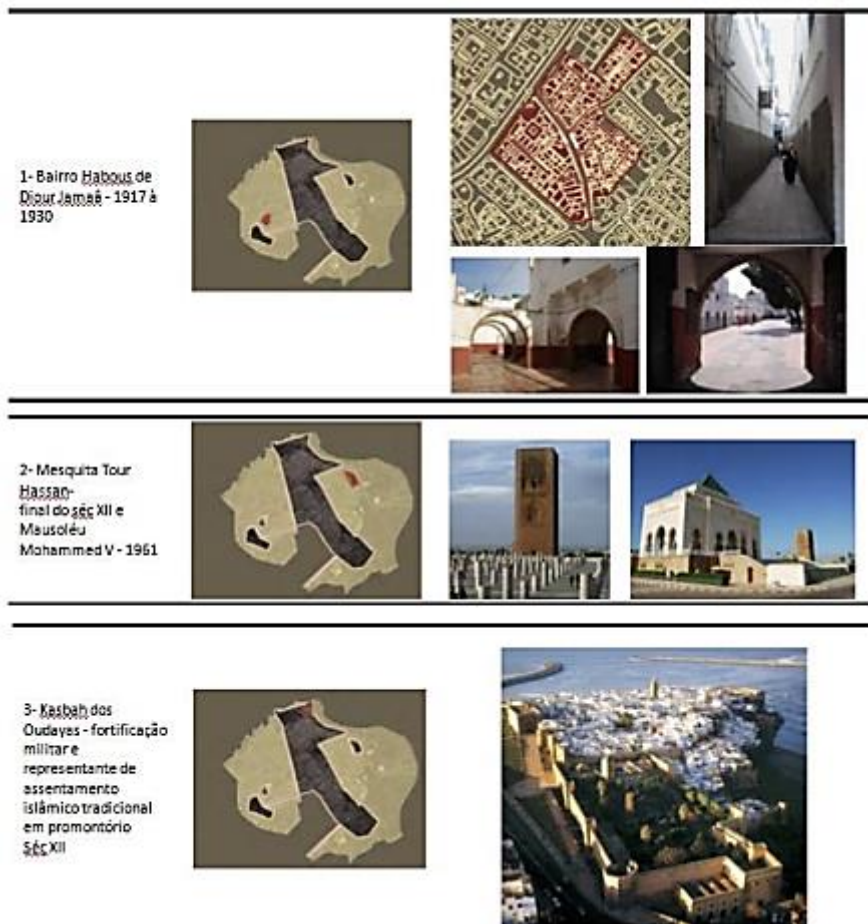 1- Bairro Habous de
Diour Jamaâ - 1917 à
1930
2- Mesquita Tour
Hassan-
final do séc XII e
Mausoléu
Mohammed V - 1961
3- Kasbah dos
Oudayas - fortificação
militar e
representante de
assentamento
islâmico tradicional
em promontório
Séc XII